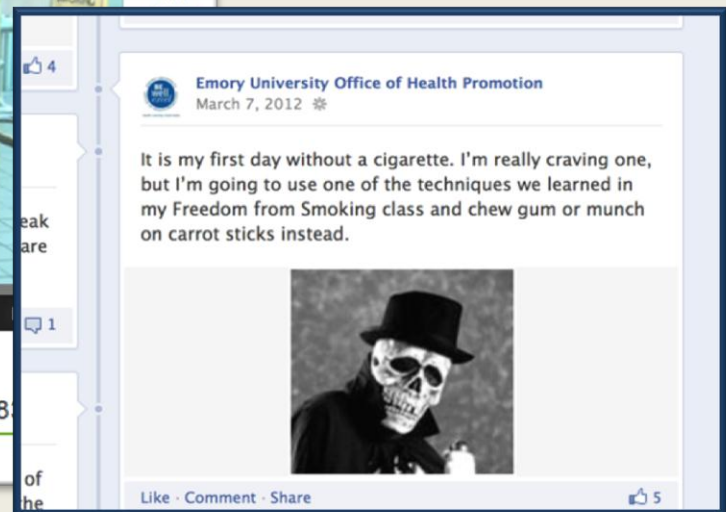 4
eak
are
1
8
of
he
Emory University Office of Health Promotion
March 7, 2012
It is my first day without a cigarette. I'm really craving one,
but I'm going to use one of the techniques we learned in
my Freedom from Smoking class and chew gum or munch
on carrot sticks instead.
Like · Comment · Share
5